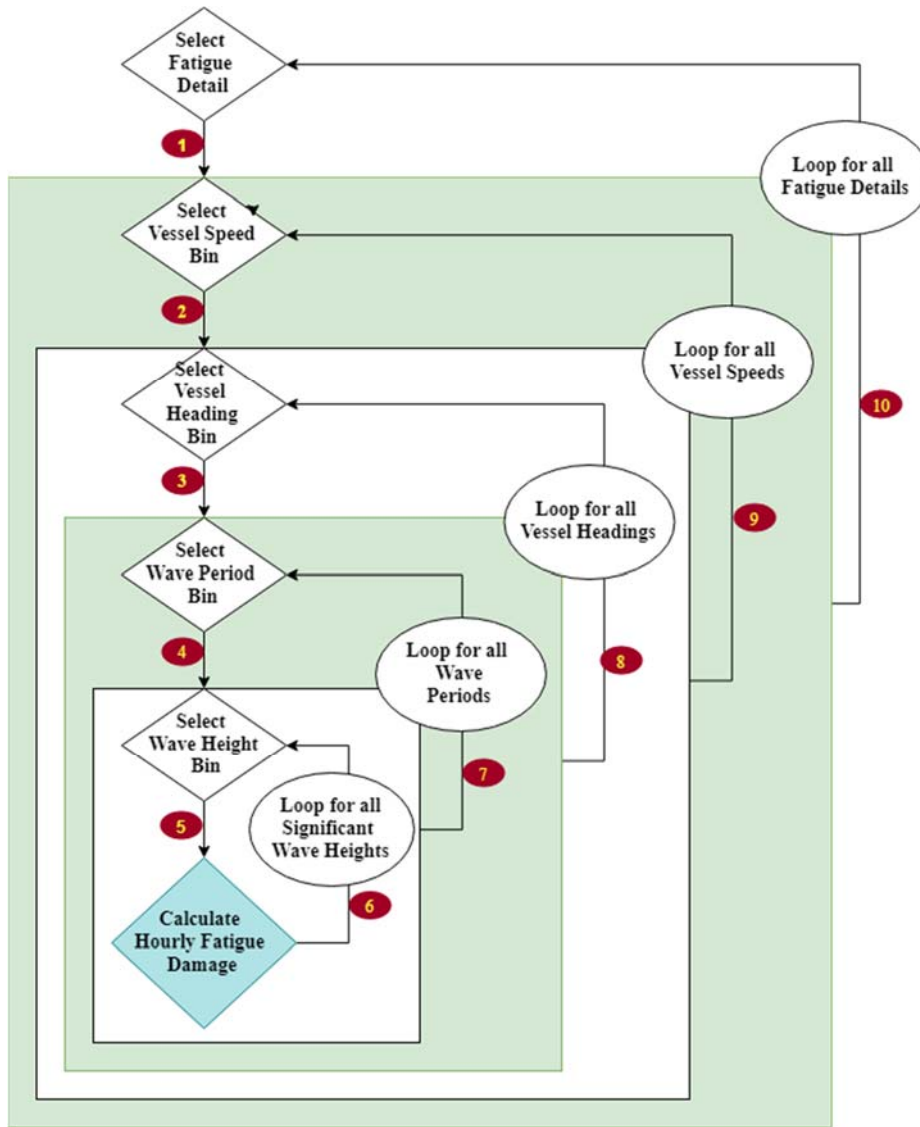 Select
Fatigue
Detail
1
Loop for all
Fatigue Details
Select
Vessel Speed
Bin
2
Loop for all
Vessel Speeds
Select
Vessel
Heading
Bin
10
3
Loop for all
Vessel Headings
9
Select
Wave Period
Bin
4
Loop for all
Wave
Periods
8
Select
Wave Height
Bin
7
5
Loop for all
Significant
Wave Heights
6
Calculate
Hourly Fatigue
Damage